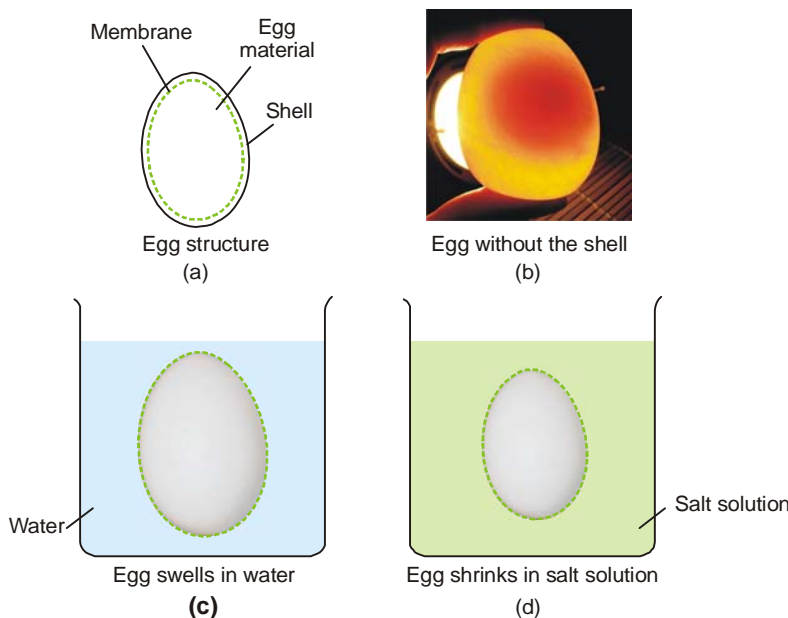 Membrane
Egg
material
Shell
Egg structure
(a)
Egg without the shell
(b)
Water
Egg swells in water
(c)
Salt solution
Egg shrinks in salt solution
(d)